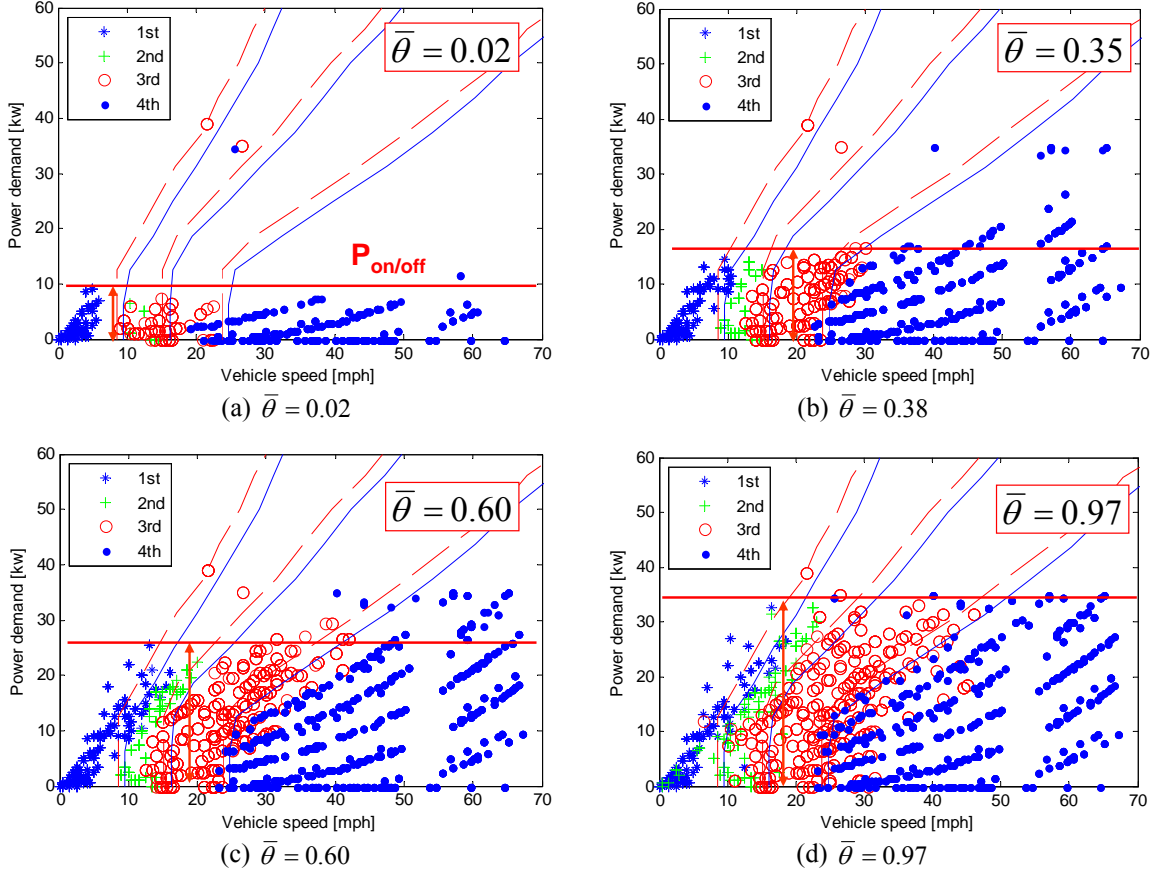 60
50
40
30
20
10
0
Power demand [kw]
1st
2nd
3rd
4th
θ̅ = 0.02
P on/off
0 10 20 30 40 50 60 70
Vehicle speed [mph]
(a) θ̅ = 0.02
60
50
40
30
20
10
0
Power demand [kw]
1st
2nd
3rd
4th
θ̅ = 0.35
0 10 20 30 40 50 60 70
Vehicle speed [mph]
(b) θ̅ = 0.38
60
50
40
30
20
10
0
Power demand [kw]
1st
2nd
3rd
4th
θ̅ = 0.60
0 10 20 30 40 50 60 70
Vehicle speed [mph]
(c) θ̅ = 0.60
60
50
40
30
20
10
0
Power demand [kw]
1st
2nd
3rd
4th
θ̅ = 0.97
0 10 20 30 40 50 60 70
Vehicle speed [mph]
(d) θ̅ = 0.97